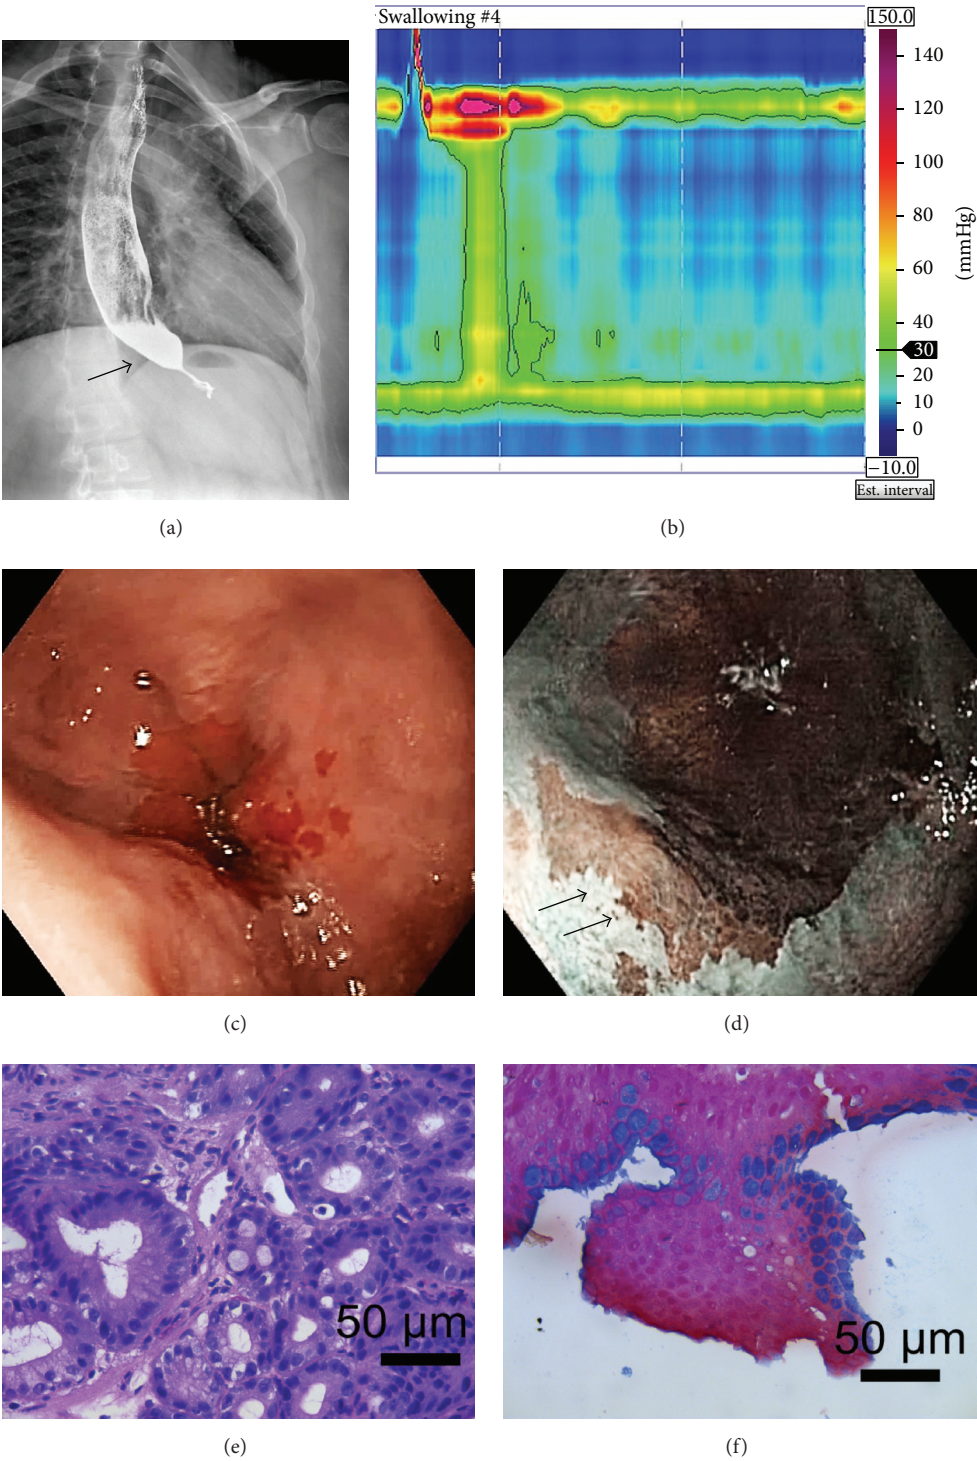 Swallowing #4
150.0
140
120
100
80
60
40
30
20
10
0
−10.0
(mmHg)
Est. interval
(a)
(b)
(c)
(d)
50 µm
50 µm
(e)
(f)